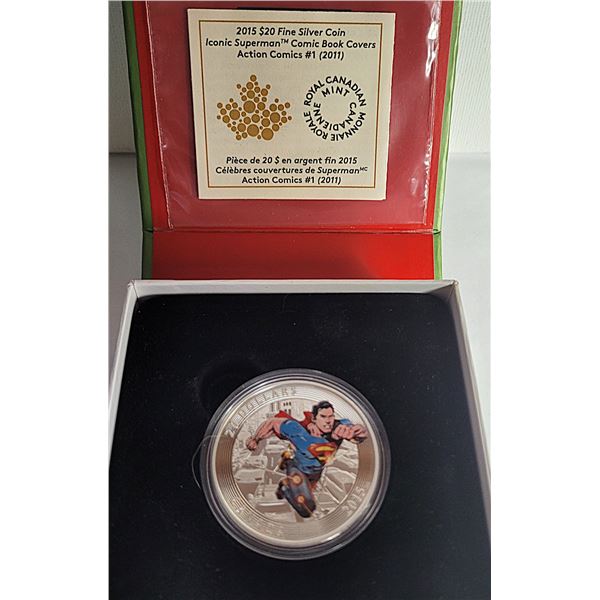 2015 $20 Fine Silver Coin
Iconic Superman™ Comic Book Covers
Action Comics #1 (2011)
ROYAL CANADIAN MINT
MONNAIE ROYALE CANADIENNE
Pièce de 20 $ en argent fin 2015
Célèbres couvertures de Superman ᴹᶜ
Action Comics #1 (2011)
20 DOLLARS
2015